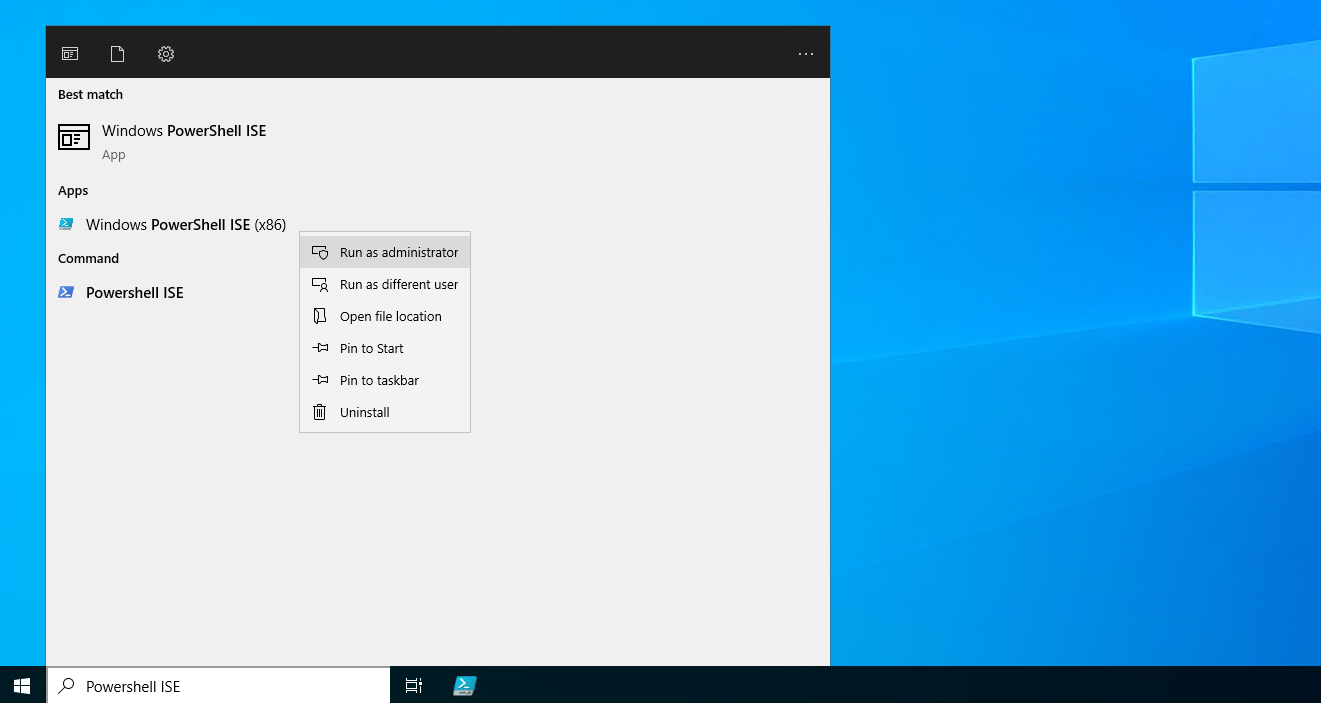 Best match
Windows PowerShell ISE
App
Apps
Windows PowerShell ISE (x86)
Command
Powershell ISE
Run as administrator
Run as different user
Open file location
Pin to Start
Pin to taskbar
Uninstall
Powershell ISE